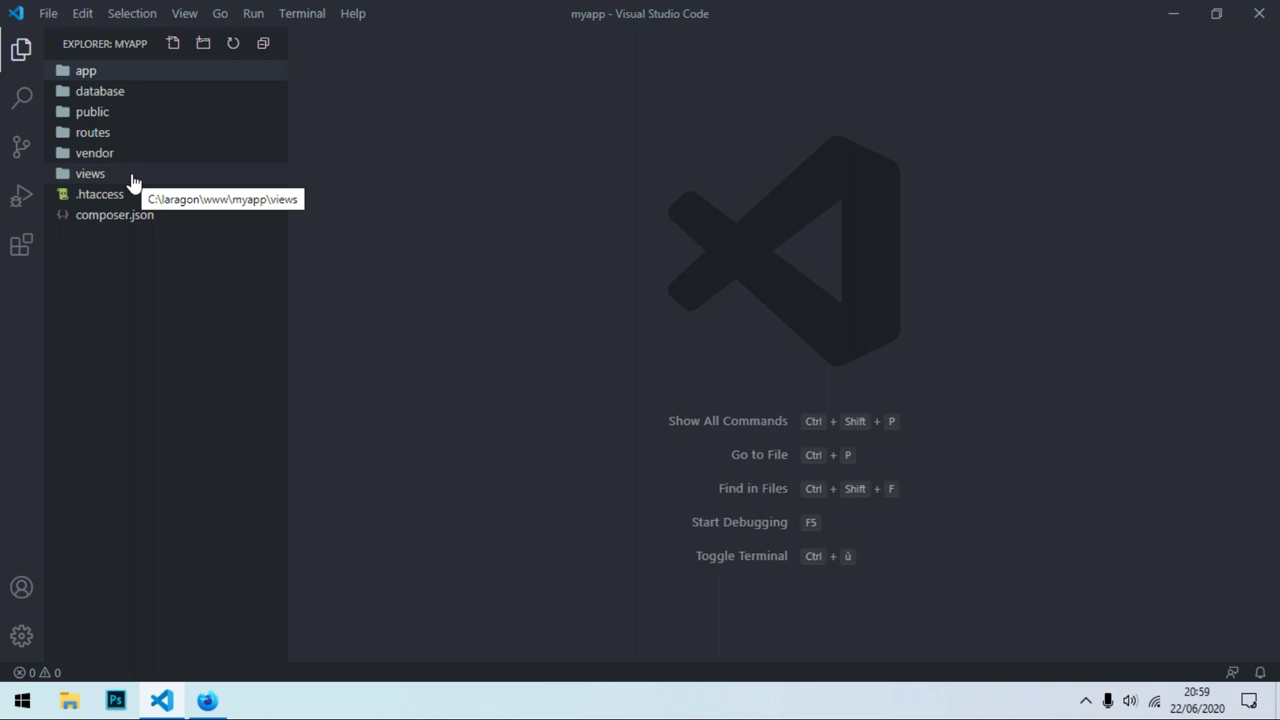 File Edit Selection View Go Run Terminal Help
myapp - Visual Studio Code
EXPLORER: MYAPP
app
database
public
routes
vendor
views
.htaccess
C:\laragon\www\myapp\views
composer.json
Show All Commands Ctrl + Shift + P
Go to File Ctrl + P
Find in Files Ctrl + Shift + F
Start Debugging F5
Toggle Terminal Ctrl + ù
0 0
Ps
20:59
22/06/2020